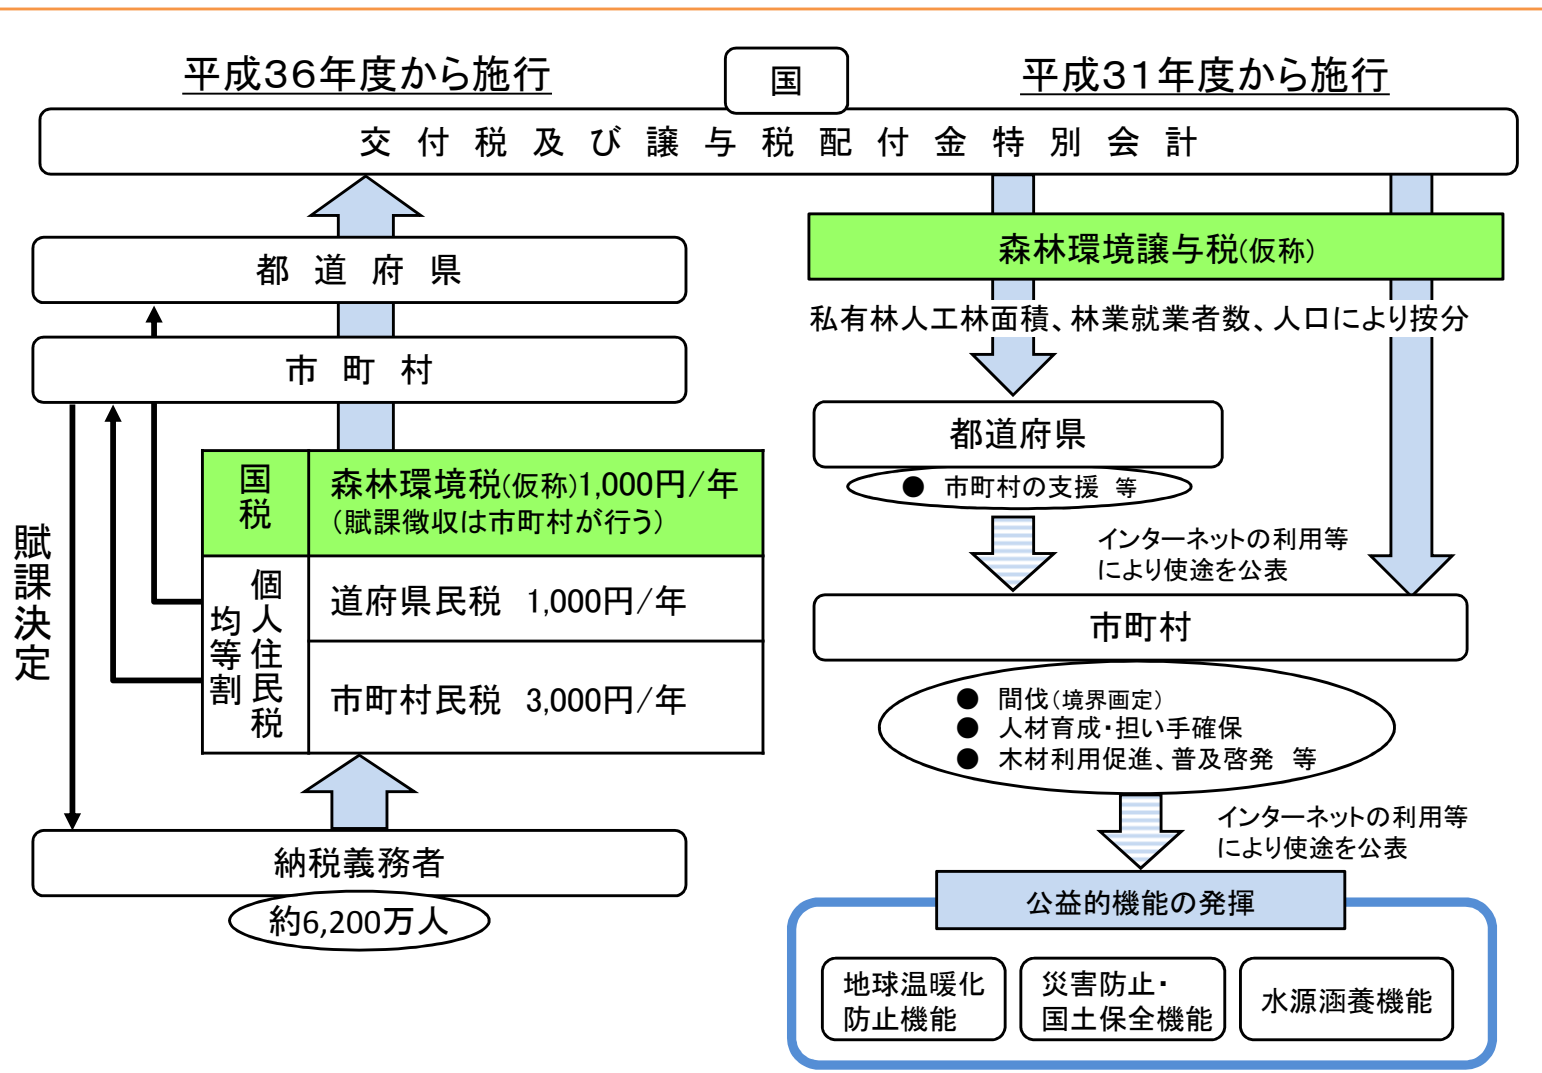 平成36年度から施行
国
平成31年度から施行
交付税及び譲与税配付金特別会計
都道府県
市町村
賦課決定
国税
森林環境税(仮称)1,000円/年
(賦課徴収は市町村が行う)
個人住民税
均等割
道府県民税 1,000円/年
市町村民税 3,000円/年
納税義務者
約6,200万人
森林環境譲与税(仮称)
私有林人工林面積、林業就業者数、人口により按分
都道府県
● 市町村の支援 等
インターネットの利用等
により使途を公表
市町村
● 間伐(境界画定)
● 人材育成・担い手確保
● 木材利用促進、普及啓発 等
インターネットの利用等
により使途を公表
公益的機能の発揮
地球温暖化
防止機能
災害防止・
国土保全機能
水源涵養機能